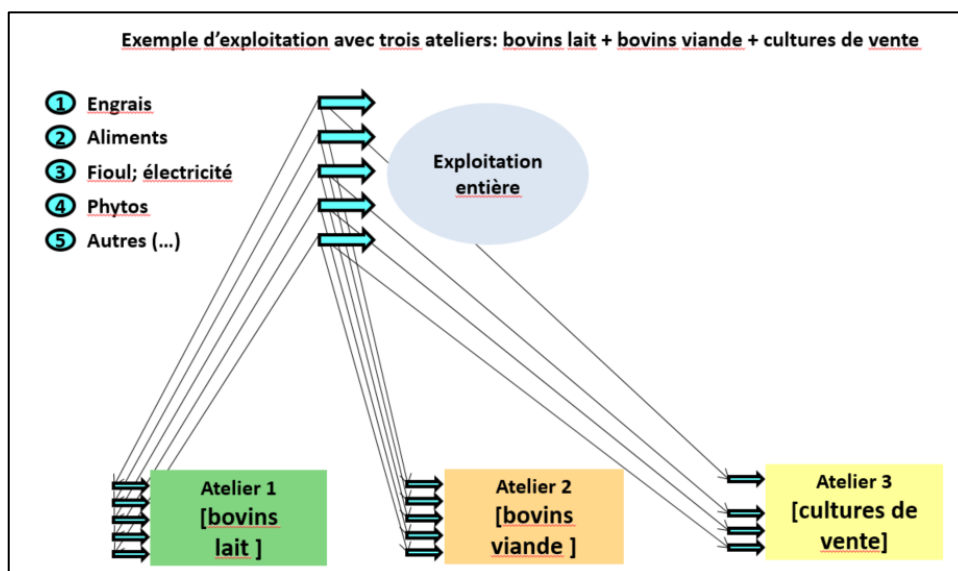 Exemple d'exploitation avec trois ateliers: bovins lait + bovins viande + cultures de vente
1 Engrais
2 Aliments
3 Fioul; électricité
4 Phytos
5 Autres (...)
Exploitation
entière
Atelier 1
[bovins
lait ]
Atelier 2
[bovins
viande ]
Atelier 3
[cultures de
vente]